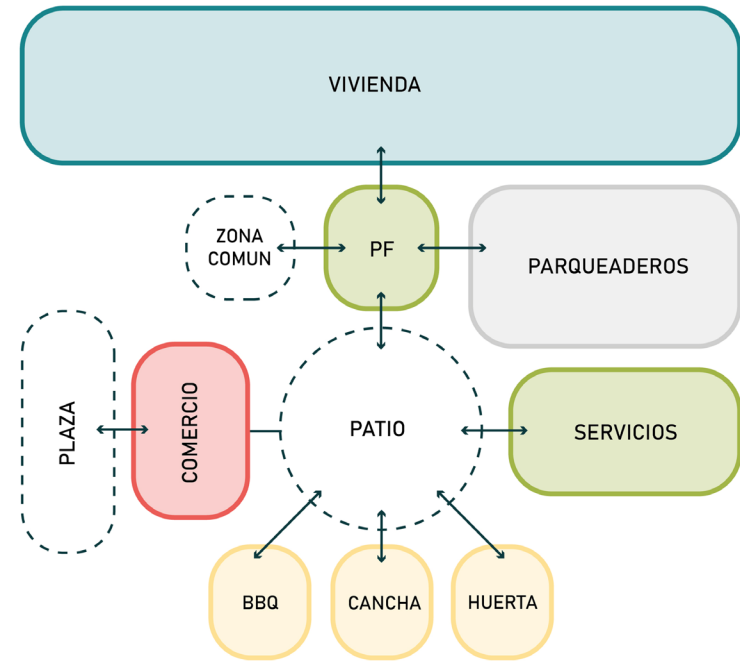 VIVIENDA
ZONA
COMUN
PF
PARQUEADEROS
PLAZA
COMERCIO
PATIO
SERVICIOS
BBQ
CANCHA
HUERTA